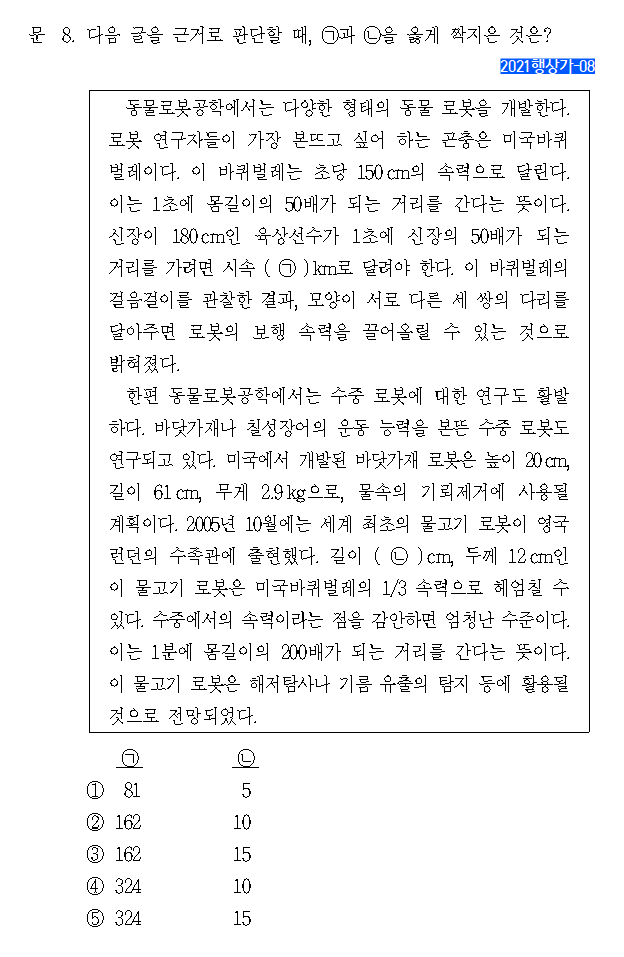 문 8. 다음 글을 근거로 판단할 때, ㉠과 ㉡을 옳게 짝지은 것은?
2021행상가-08
동물로봇공학에서는 다양한 형태의 동물 로봇을 개발한다.
로봇 연구자들이 가장 본뜨고 싶어 하는 곤충은 미국바퀴
벌레이다. 이 바퀴벌레는 초당 150cm의 속력으로 달린다.
이는 1초에 몸길이의 50배가 되는 거리를 간다는 뜻이다.
신장이 180cm인 육상선수가 1초에 신장의 50배가 되는
거리를 가려면 시속 ( ㉠ )km로 달려야 한다. 이 바퀴벌레의
걸음걸이를 관찰한 결과, 모양이 서로 다른 세 쌍의 다리를
달아주면 로봇의 보행 속력을 끌어올릴 수 있는 것으로
밝혀졌다.
한편 동물로봇공학에서는 수중 로봇에 대한 연구도 활발
하다. 바닷가재나 칠성장어의 운동 능력을 본뜬 수중 로봇도
연구되고 있다. 미국에서 개발된 바닷가재 로봇은 높이 20cm,
길이 61cm, 무게 2.9kg으로, 물속의 기뢰제거에 사용될
계획이다. 2005년 10월에는 세계 최초의 물고기 로봇이 영국
런던의 수족관에 출현했다. 길이 ( ㉡ )cm, 두께 12cm인
이 물고기 로봇은 미국바퀴벌레의 1/3 속력으로 헤엄칠 수
있다. 수중에서의 속력이라는 점을 감안하면 엄청난 수준이다.
이는 1분에 몸길이의 200배가 되는 거리를 간다는 뜻이다.
이 물고기 로봇은 해저탐사나 기름 유출의 탐지 등에 활용될
것으로 전망되었다.
㉠ ㉡
① 81 5
② 162 10
③ 162 15
④ 324 10
⑤ 324 15